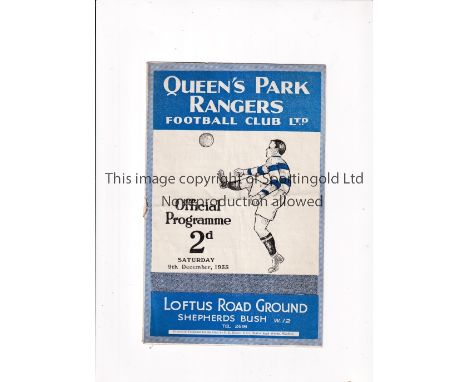 QUEEN'S PARK
RANGERS
FOOTBALL CLUB LTD
This image copyright of Sportingold Ltd
No reproduction allowed
Official
Programme
2d
SATURDAY
9th December, 1933
LOFTUS ROAD GROUND
SHEPHERDS BUSH W.12